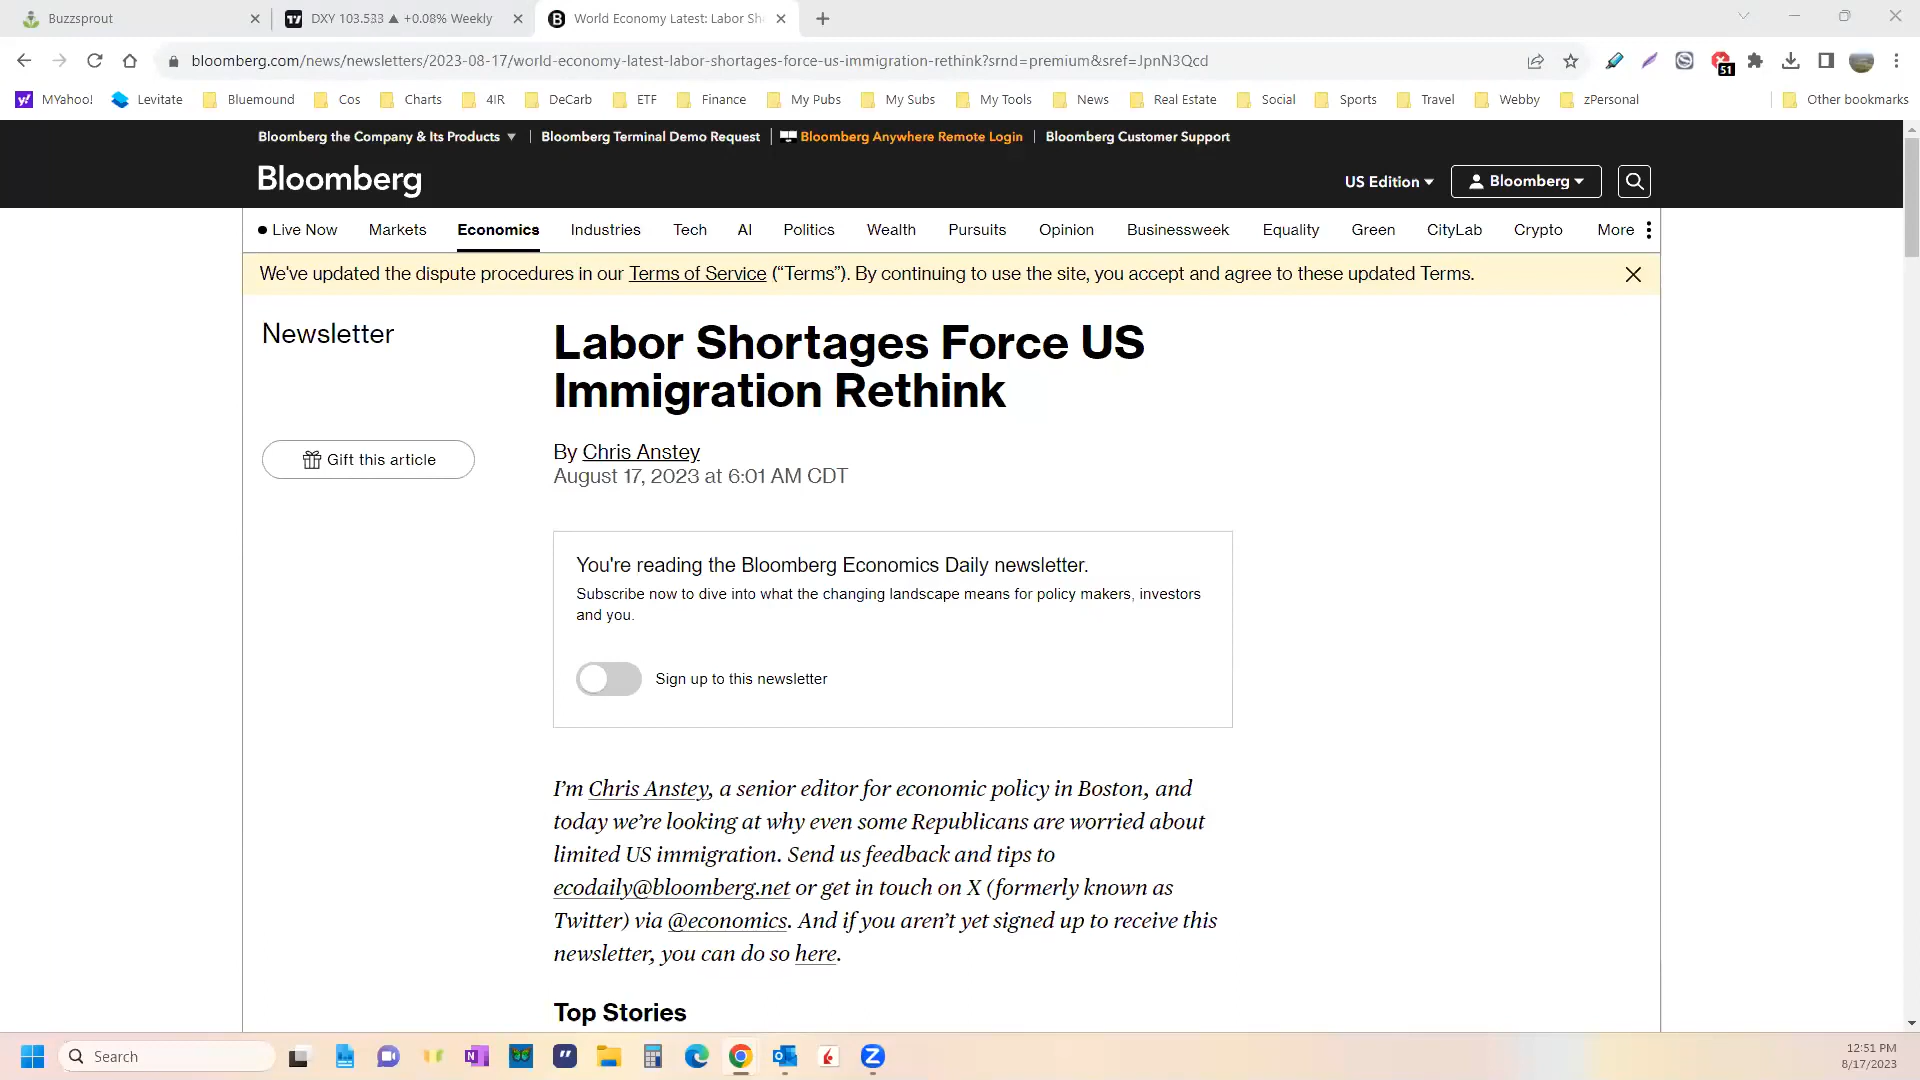 Buzzsprout
DXY 103.533 ▲ +0.08% Weekly
World Economy Latest: Labor Sh
bloomberg.com/news/newsletters/2023-08-17/world-economy-latest-labor-shortages-force-us-immigration-rethink?srnd=premium&sref=JpnN3Qcd
51
MYahoo! Levitate Bluemound Cos Charts 4IR DeCarb ETF Finance My Pubs My Subs My Tools News Real Estate Social Sports Travel Webby zPersonal Other bookmarks
Bloomberg the Company & Its Products ▼ Bloomberg Terminal Demo Request Bloomberg Anywhere Remote Login Bloomberg Customer Support
Bloomberg
US Edition ▾ Bloomberg ▾
Live Now Markets Economics Industries Tech AI Politics Wealth Pursuits Opinion Businessweek Equality Green CityLab Crypto More
We've updated the dispute procedures in our Terms of Service (“Terms”). By continuing to use the site, you accept and agree to these updated Terms.
Newsletter
Labor Shortages Force US
Immigration Rethink
Gift this article
By Chris Anstey
August 17, 2023 at 6:01 AM CDT
You're reading the Bloomberg Economics Daily newsletter.
Subscribe now to dive into what the changing landscape means for policy makers, investors
and you.
Sign up to this newsletter
I’m Chris Anstey, a senior editor for economic policy in Boston, and
today we’re looking at why even some Republicans are worried about
limited US immigration. Send us feedback and tips to
ecodaily@bloomberg.net or get in touch on X (formerly known as
Twitter) via @economics. And if you aren’t yet signed up to receive this
newsletter, you can do so here.
Top Stories
Search
12:51 PM
8/17/2023